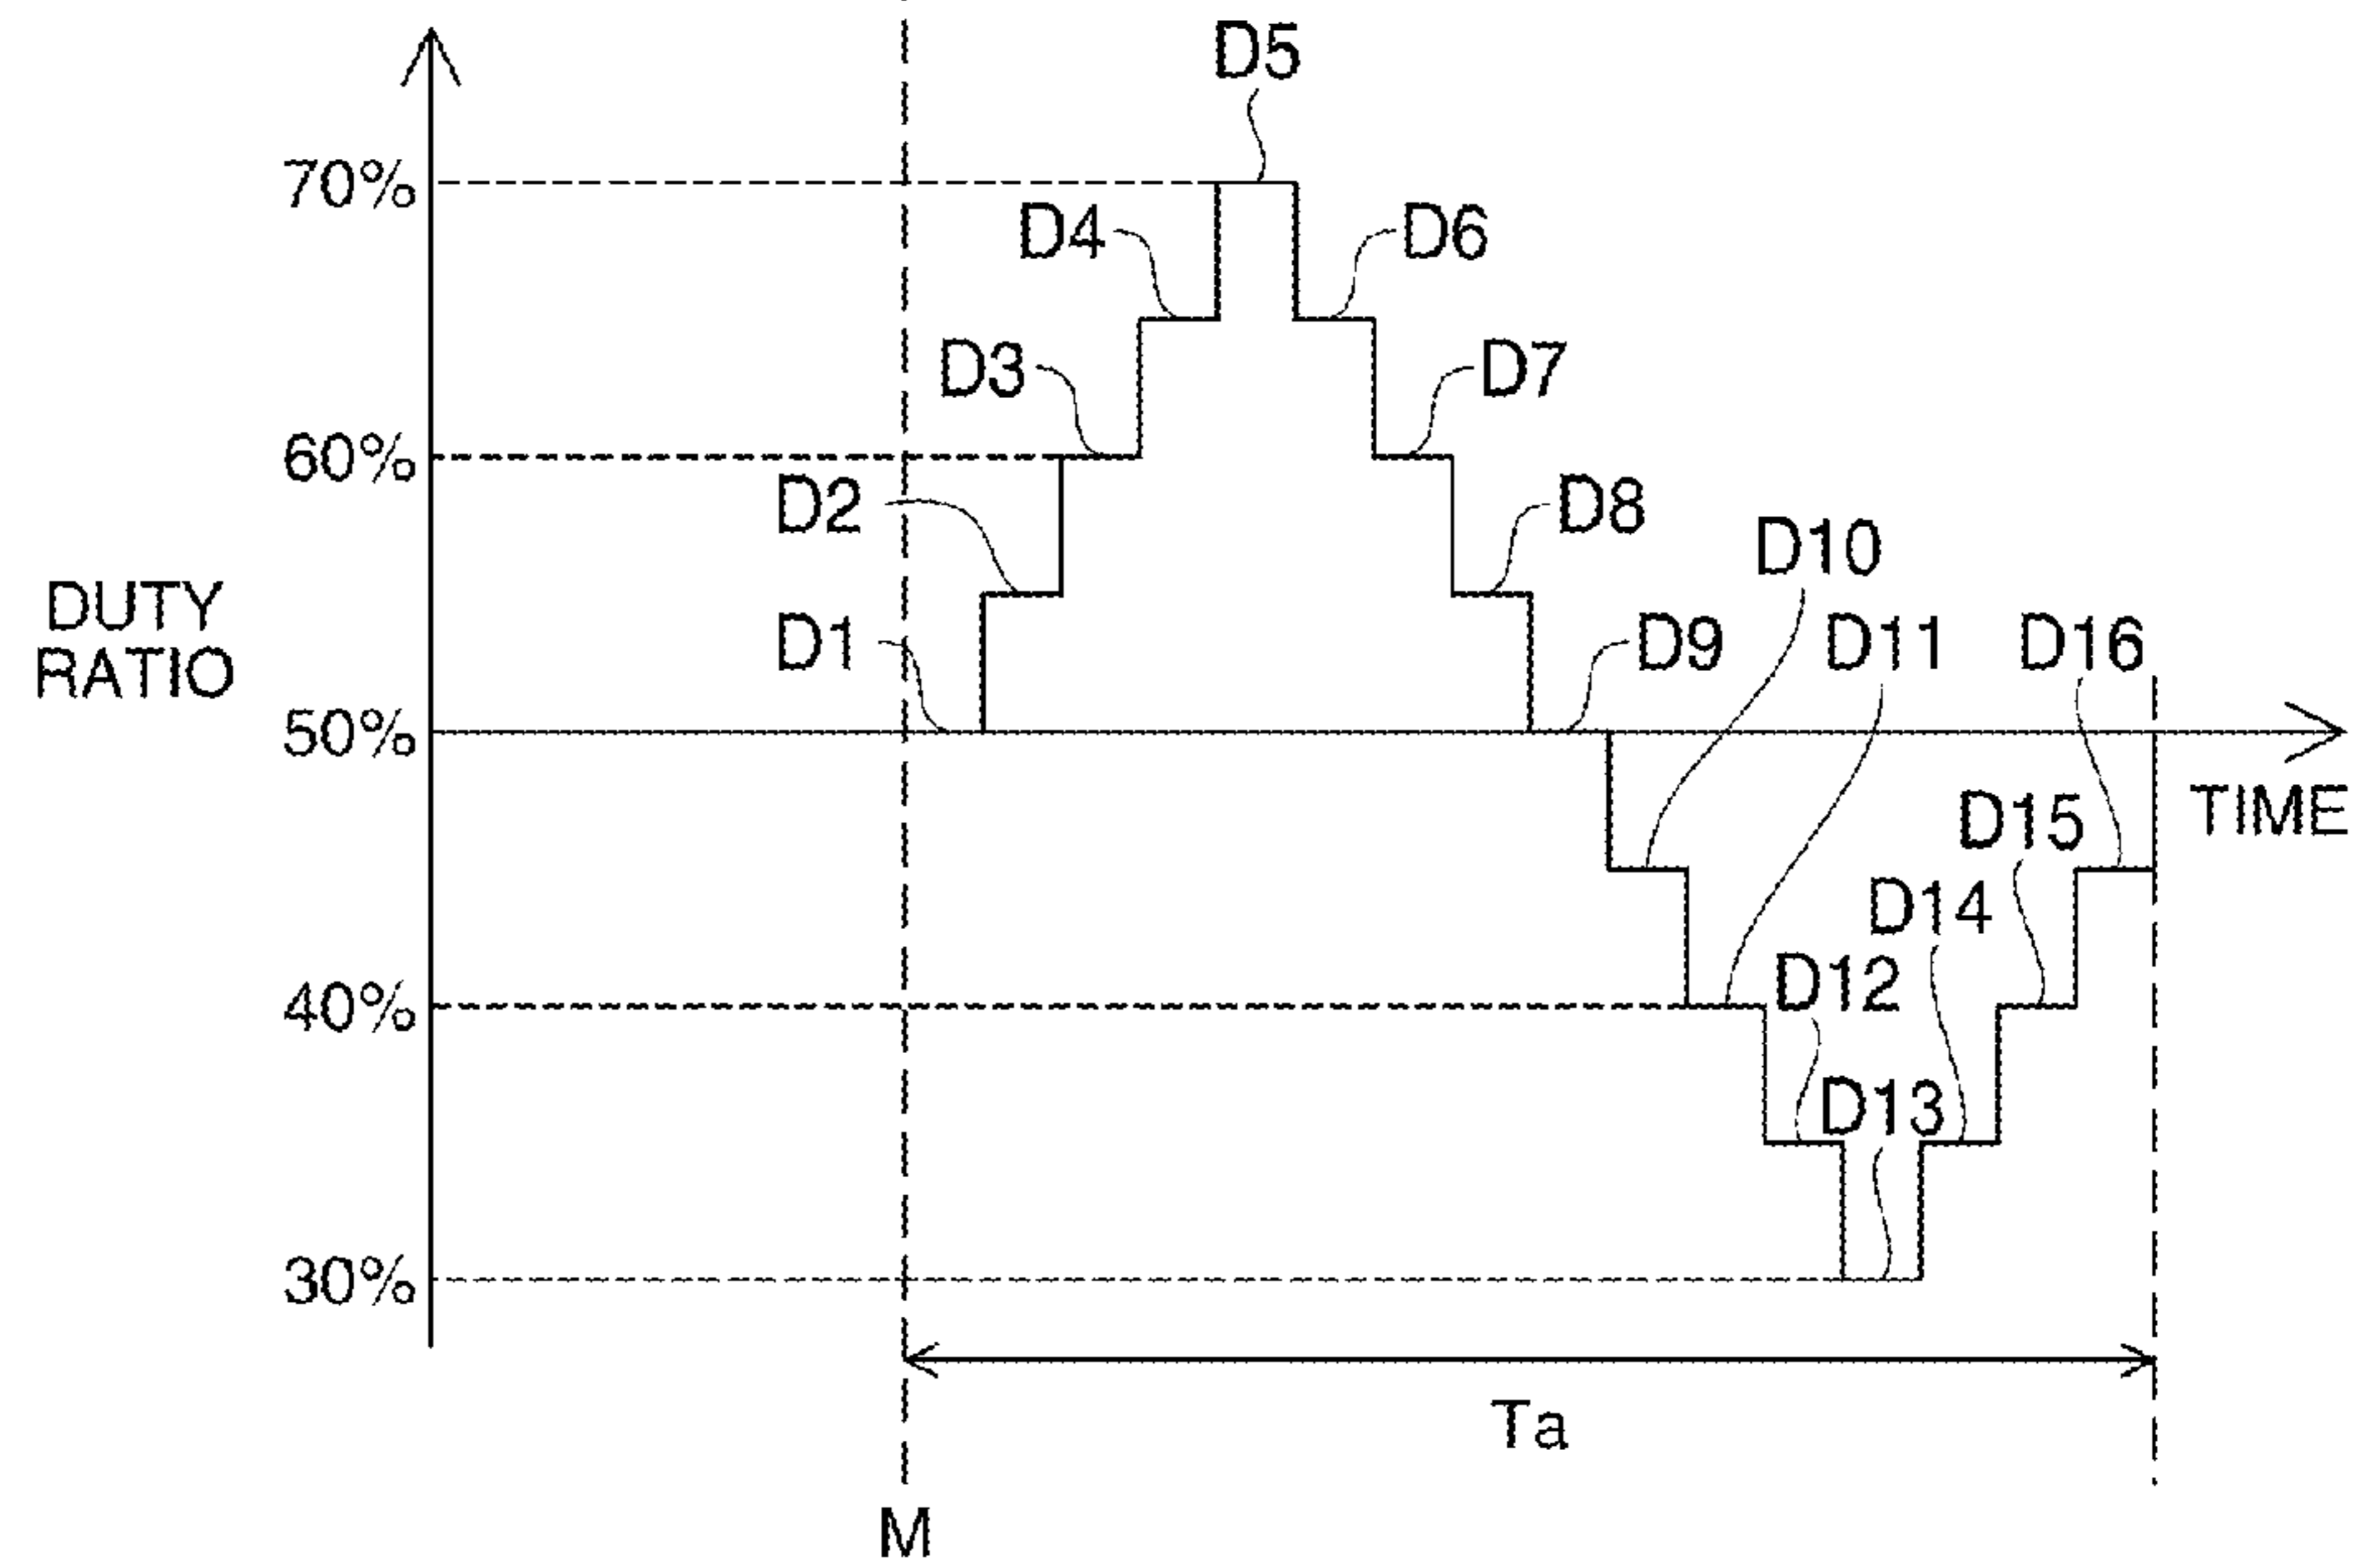 D5
70%
D4
D6
D3
D7
60%
D2
D8
D10
DUTY
RATIO
D1
D9
D11
D16
50%
TIME
D15
D14
D12
40%
D13
30%
Ta
M